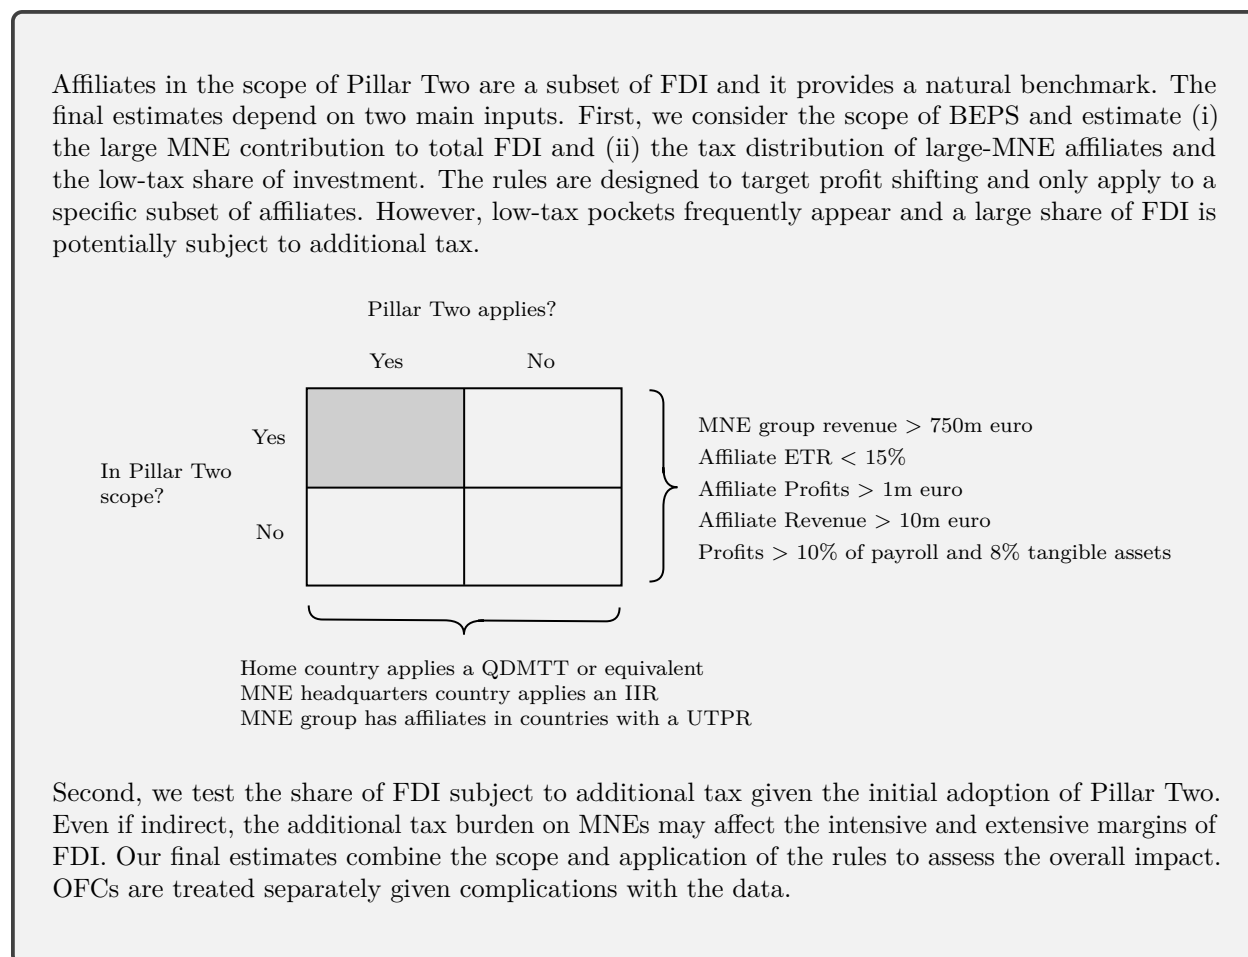 Affiliates in the scope of Pillar Two are a subset of FDI and it provides a natural benchmark. The
final estimates depend on two main inputs. First, we consider the scope of BEPS and estimate (i)
the large MNE contribution to total FDI and (ii) the tax distribution of large-MNE affiliates and
the low-tax share of investment. The rules are designed to target profit shifting and only apply to a
specific subset of affiliates. However, low-tax pockets frequently appear and a large share of FDI is
potentially subject to additional tax.
Pillar Two applies?
Yes No
Yes
In Pillar Two
scope?
No
MNE group revenue > 750m euro
Affiliate ETR < 15%
Affiliate Profits > 1m euro
Affiliate Revenue > 10m euro
Profits > 10% of payroll and 8% tangible assets
Home country applies a QDMTT or equivalent
MNE headquarters country applies an IIR
MNE group has affiliates in countries with a UTPR
Second, we test the share of FDI subject to additional tax given the initial adoption of Pillar Two.
Even if indirect, the additional tax burden on MNEs may affect the intensive and extensive margins of
FDI. Our final estimates combine the scope and application of the rules to assess the overall impact.
OFCs are treated separately given complications with the data.